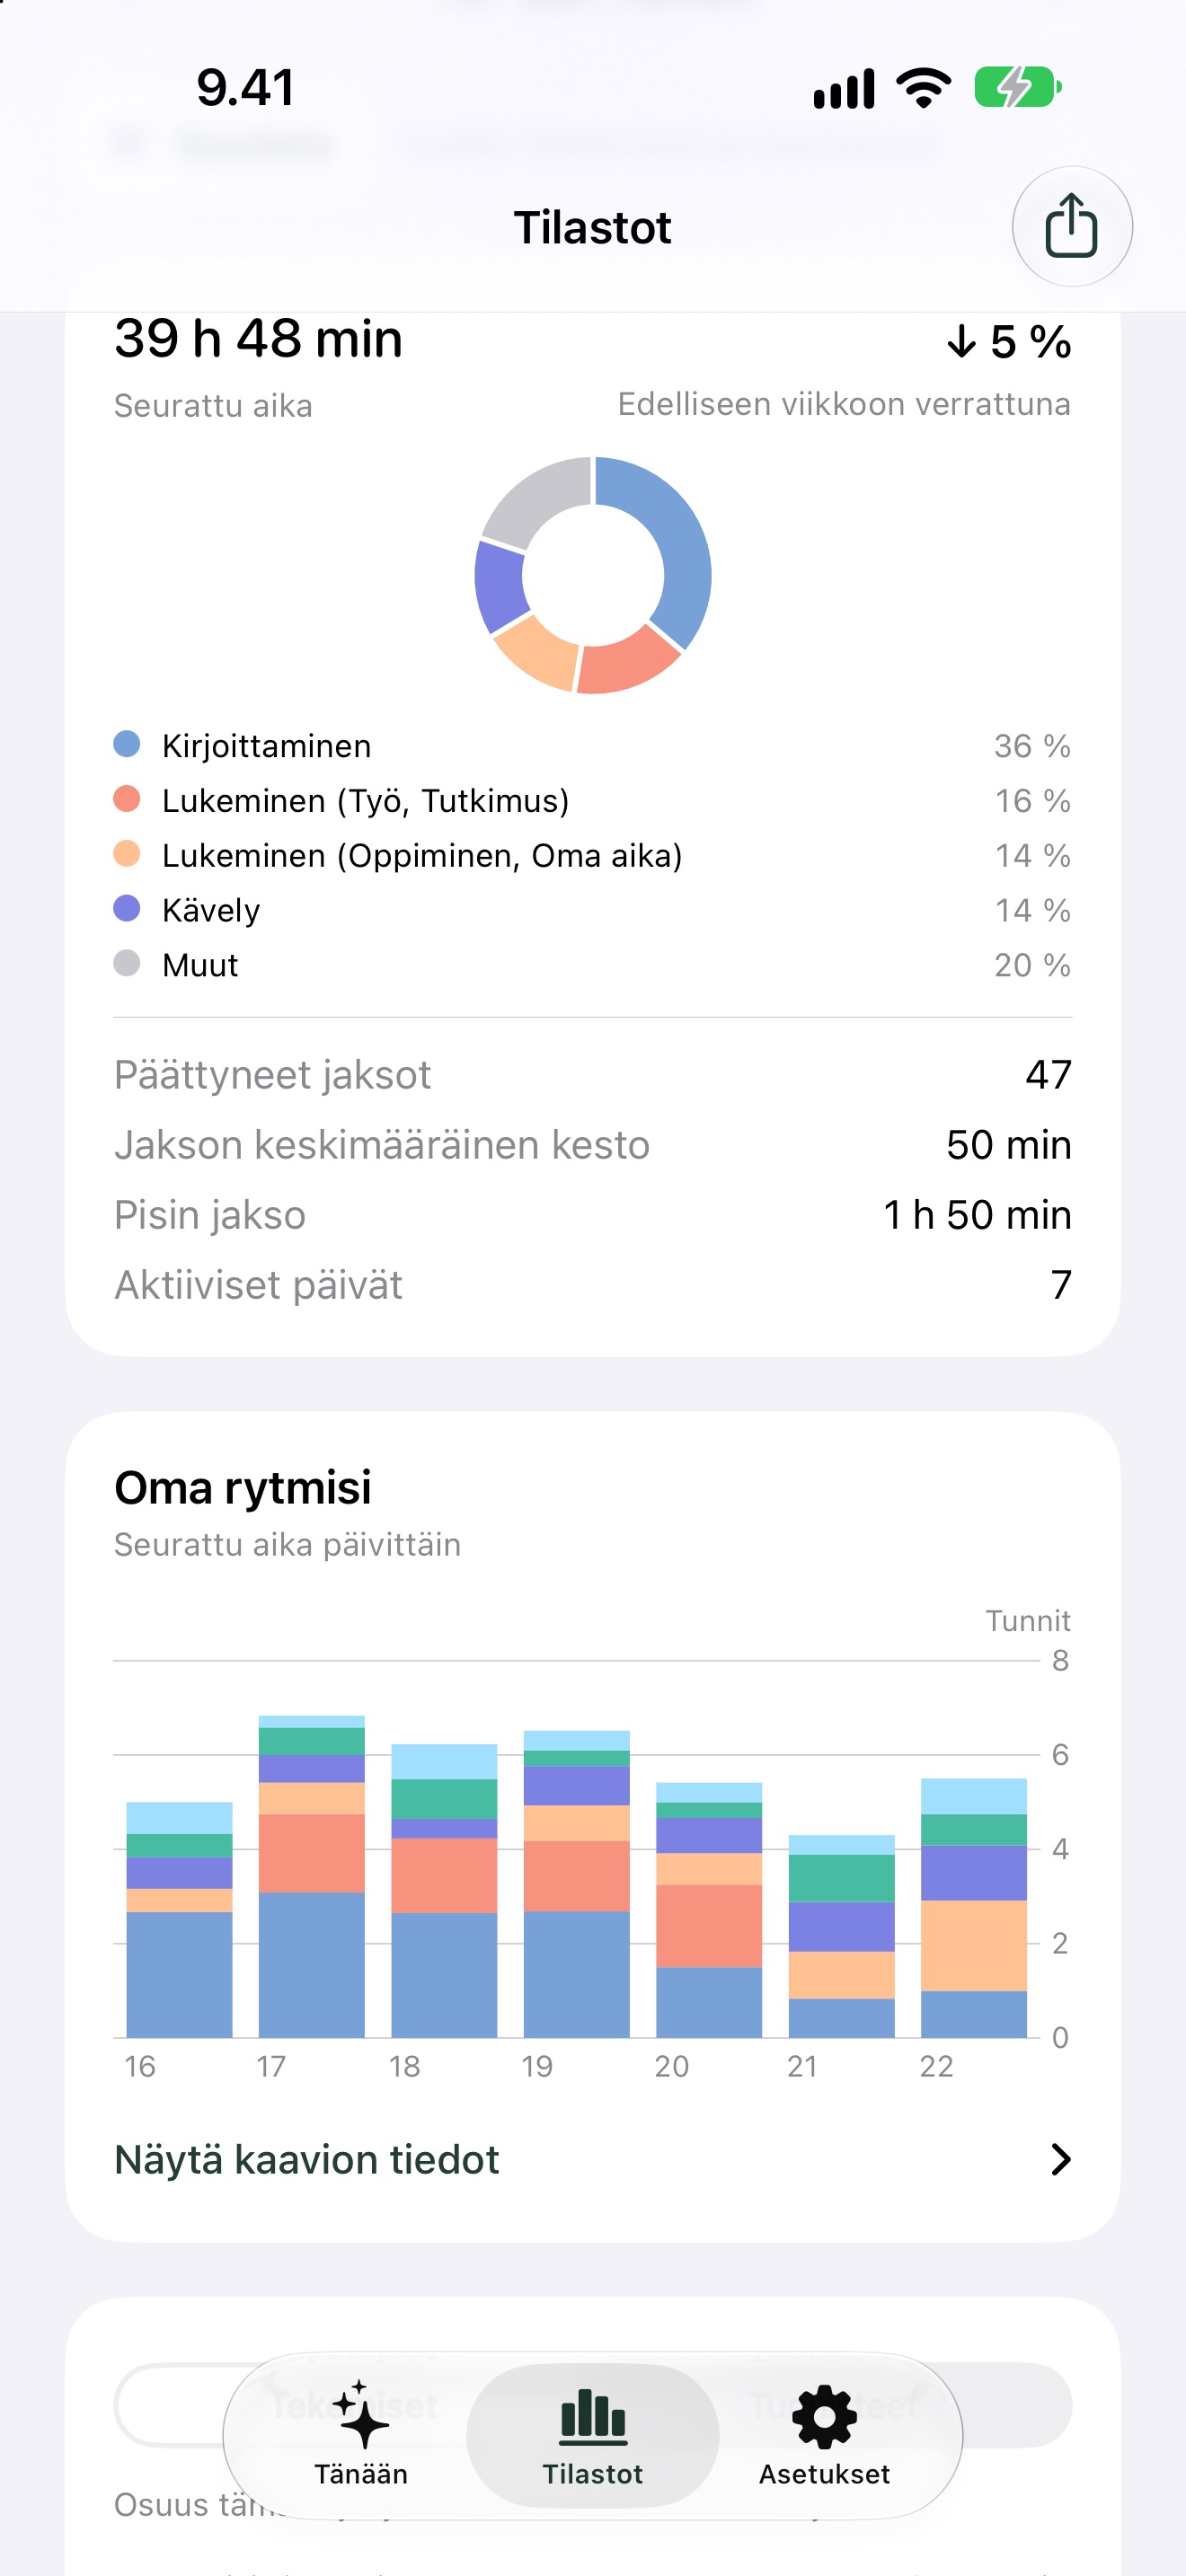 9.41
Tilastot
39 h 48 min
↓ 5 %
Seurattu aika
Edelliseen viikkoon verrattuna
Kirjoittaminen 36 %
Lukeminen (Työ, Tutkimus) 16 %
Lukeminen (Oppiminen, Oma aika) 14 %
Kävely 14 %
Muut 20 %
Päättyneet jaksot 47
Jakson keskimääräinen kesto 50 min
Pisin jakso 1 h 50 min
Aktiiviset päivät 7
Oma rytmisi
Seurattu aika päivittäin
Tunnit
8
6
4
2
0
16 17 18 19 20 21 22
Näytä kaavion tiedot
Tänään Tilastot Asetukset
Osuus